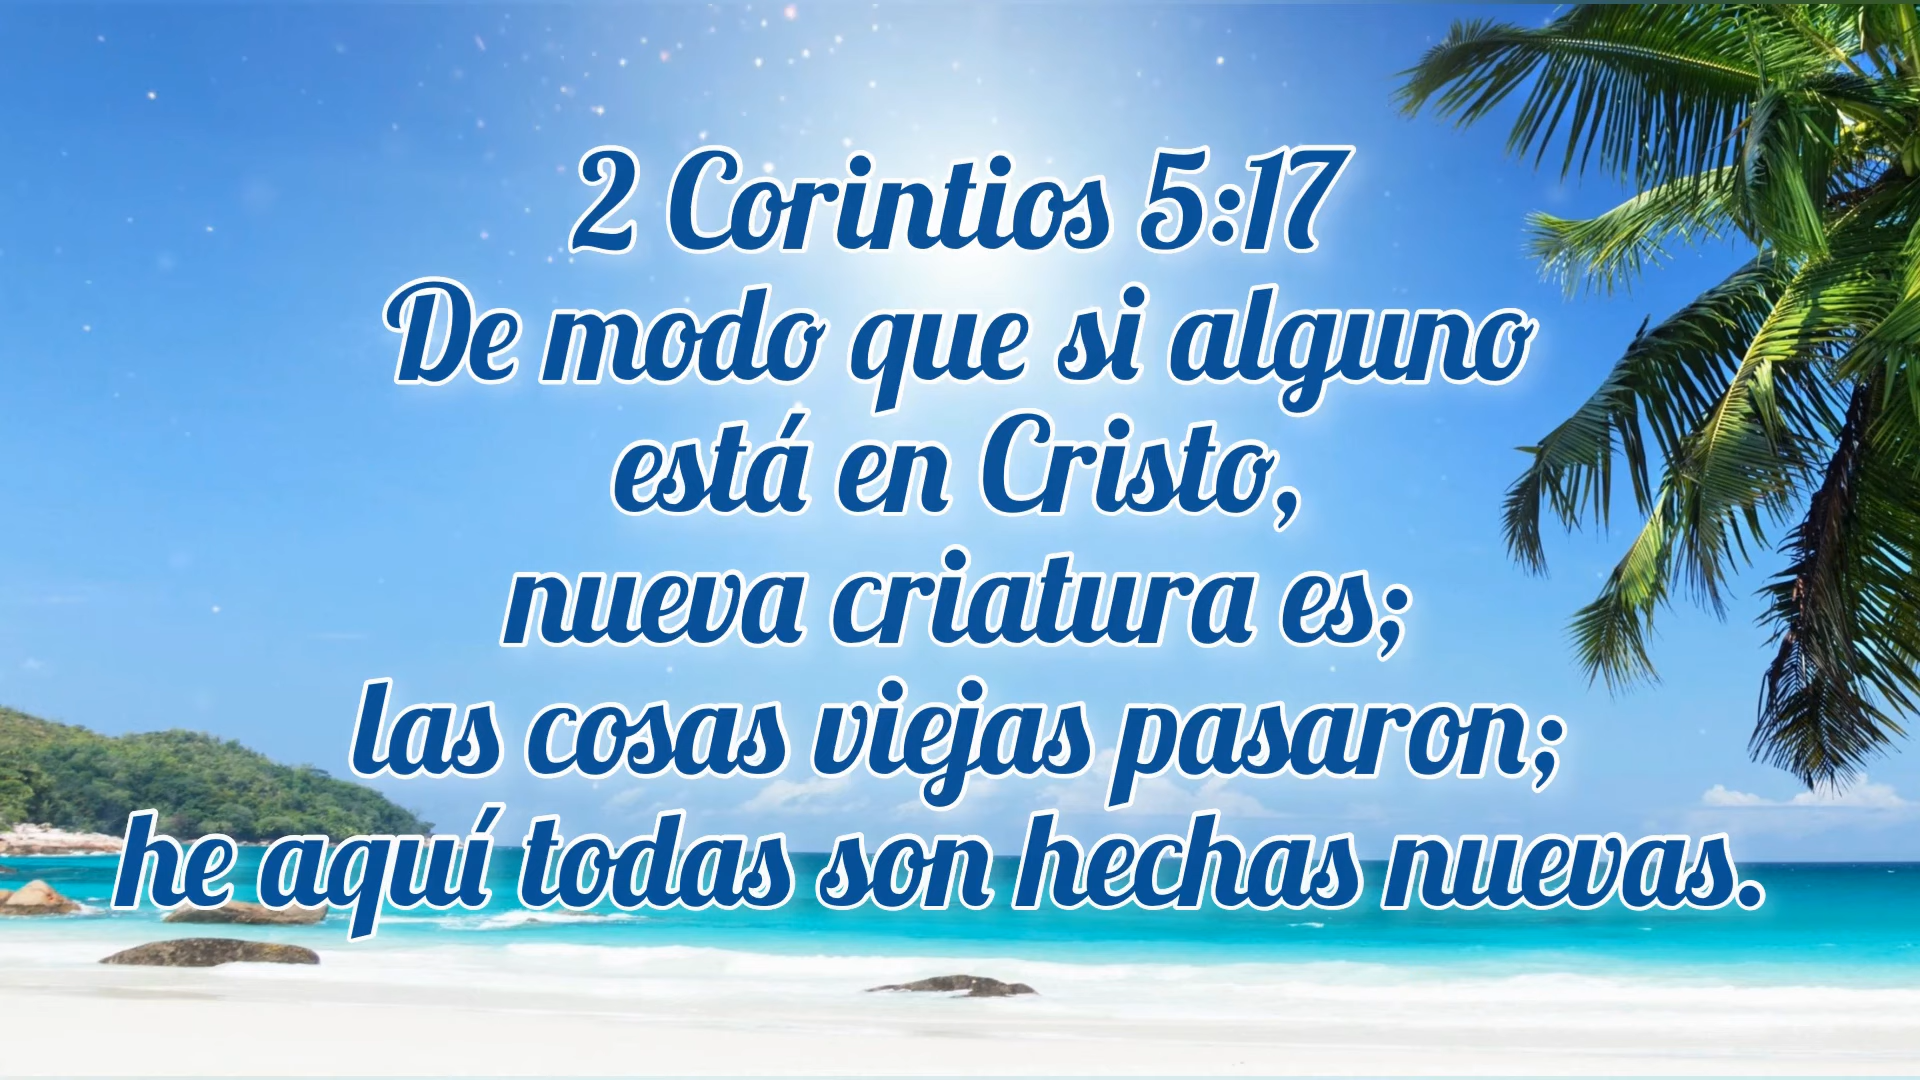 2 Corintios 5:17
De modo que si alguno
está en Cristo,
nueva criatura es;
las cosas viejas pasaron;
he aquí todas son hechas nuevas.